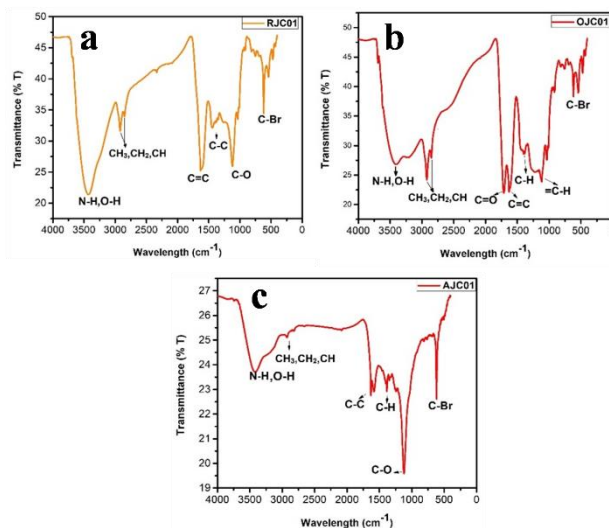 a
RJC01
Transmittance (% T)
50
45
40
35
30
25
20
N-H,O-H
CH₃,CH₂,CH
C=C
C-C
C-O
C-Br
4000 3500 3000 2500 2000 1500 1000 500 0
Wavelength (cm⁻¹)
b
OJC01
Transmittance (% T)
50
45
40
35
30
25
20
N-H,O-H
CH₃,CH₂,CH
C=O
C=C
C-H
=C-H
C-Br
4000 3500 3000 2500 2000 1500 1000 500 0
Wavelength (cm⁻¹)
c
AJC01
Transmittance (% T)
27
26
25
24
23
22
21
20
19
N-H,O-H
CH₃,CH₂,CH
C-C
C-H
C-O
C-Br
4000 3500 3000 2500 2000 1500 1000 500 0
Wavelength (cm⁻¹)